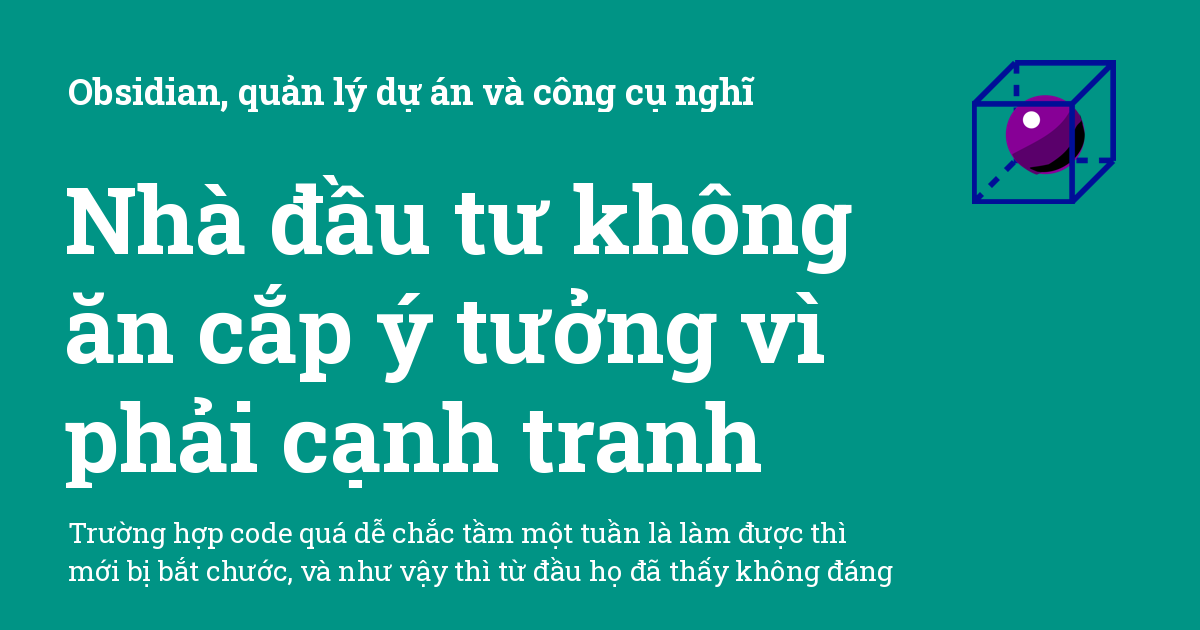 Obsidian, quản lý dự án và công cụ nghĩ
Nhà đầu tư không
ăn cắp ý tưởng vì
phải cạnh tranh
Trường hợp code quá dễ chắc tầm một tuần là làm được thì
mới bị bắt chước, và như vậy thì từ đầu họ đã thấy không đáng